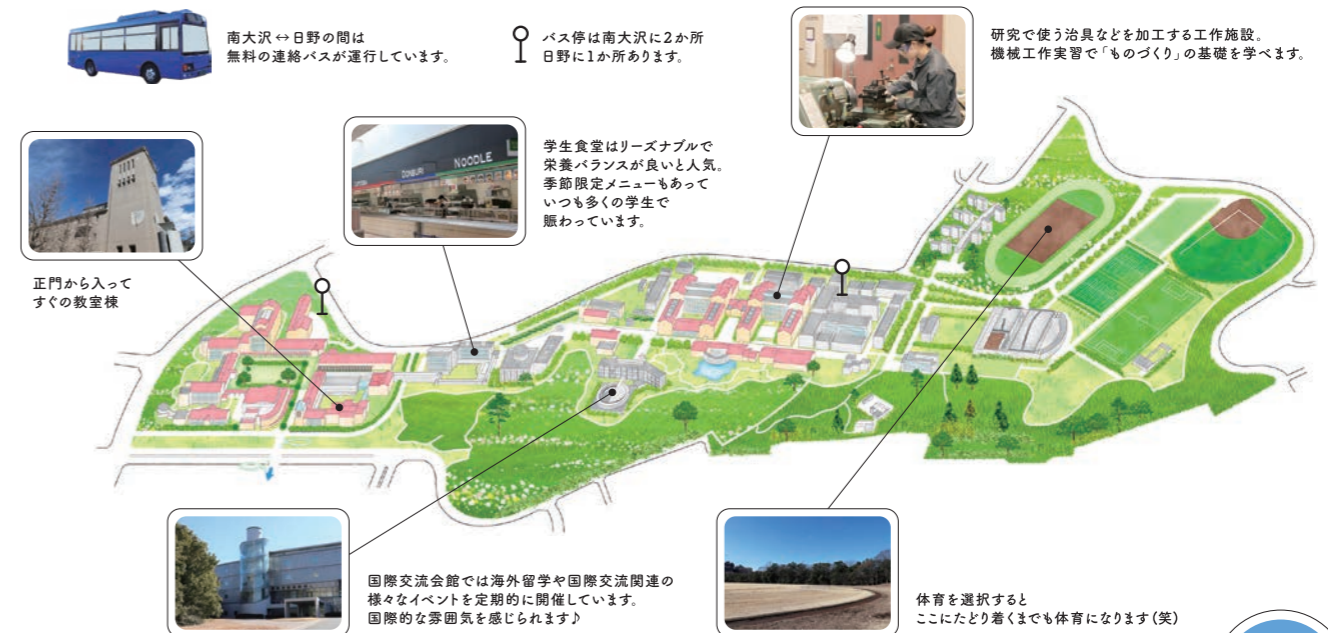 南大沢↔日野の間は
無料の連絡バスが運行しています。
バス停は南大沢に2か所
日野に1か所あります。
研究で使う治具などを加工する工作施設。
機械工作実習で「ものづくり」の基礎を学べます。
学生食堂はリーズナブルで
栄養バランスが良いと人気。
季節限定メニューもあって
いつも多くの学生で
賑わっています。
DONBURI
NOODLE
正門から入って
すぐの教室棟
国際交流会館では海外留学や国際交流関連の
様々なイベントを定期的に開催しています。
国際的な雰囲気を感じられます♪
体育を選択すると
ここにたどり着くまでも体育になります(笑)